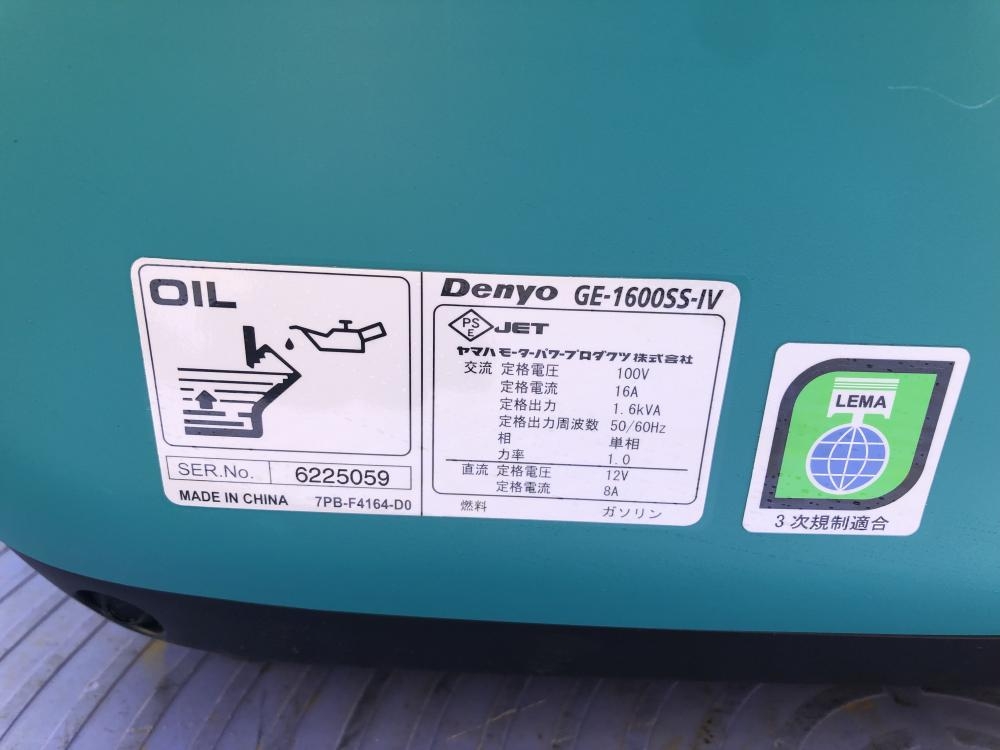 OIL
SER.No. 6225059
MADE IN CHINA 7PB-F4164-D0
Denyo GE-1600SS-IV
PS E JET
ヤマハモーターパワープロダクツ株式会社
交流 定格電圧 100V
定格電流 16A
定格出力 1.6kVA
定格出力周波数 50/60Hz
相 単相
力率 1.0
直流 定格電圧 12V
定格電流 8A
燃料 ガソリン
LEMA
3次規制適合